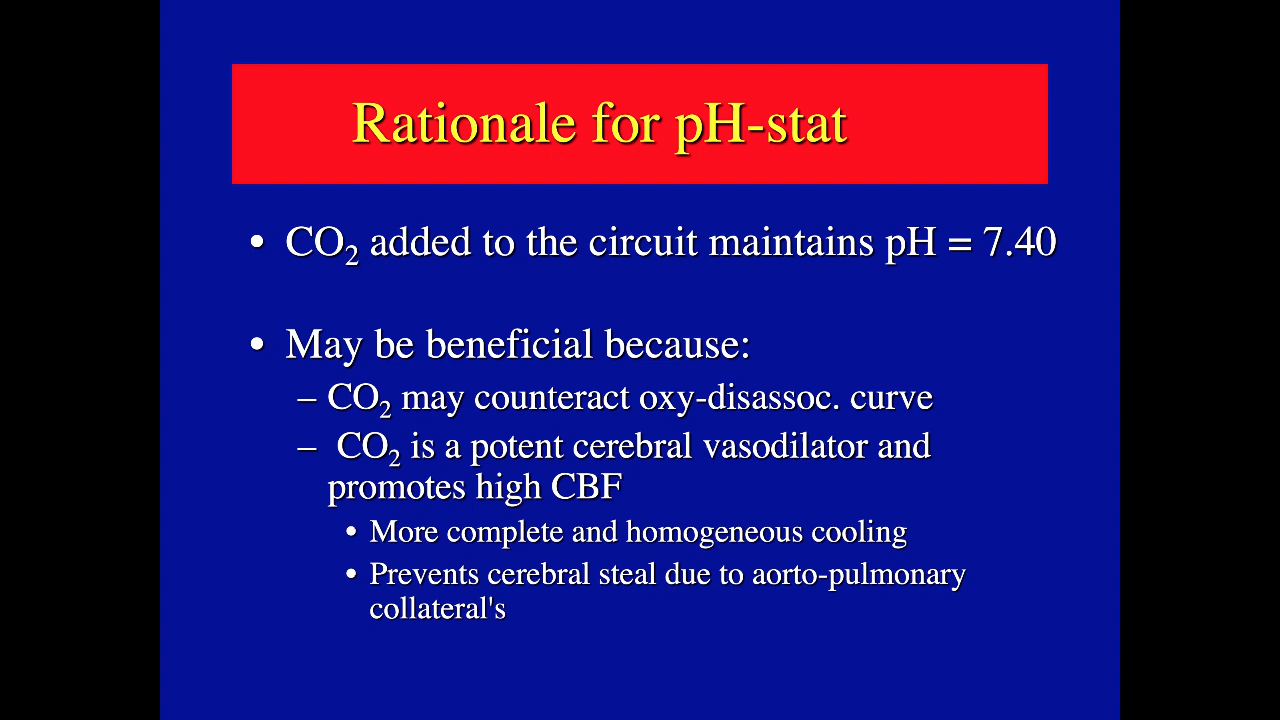 Rationale for pH-stat
• CO₂ added to the circuit maintains pH = 7.40
• May be beneficial because:
– CO₂ may counteract oxy-disassoc. curve
– CO₂ is a potent cerebral vasodilator and
promotes high CBF
• More complete and homogeneous cooling
• Prevents cerebral steal due to aorto-pulmonary
collateral's